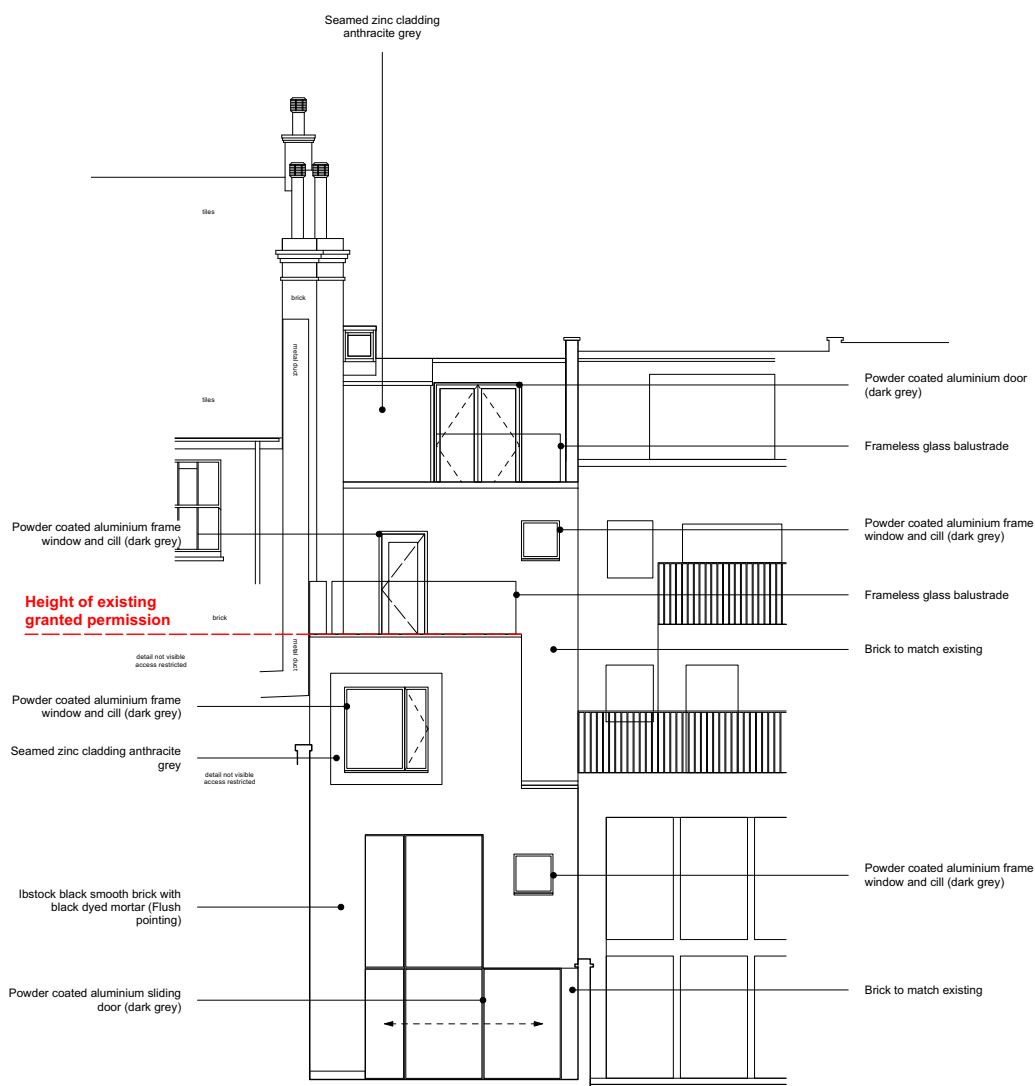 Seamed zinc cladding
anthracite grey
tiles
brick
metal duct
tiles
Powder coated aluminium door
(dark grey)
Frameless glass balustrade
Powder coated aluminium frame
window and cill (dark grey)
Powder coated aluminium frame
window and cill (dark grey)
Height of existing
granted permission
Frameless glass balustrade
brick
metal duct
detail not visible
access restricted
Brick to match existing
Powder coated aluminium frame
window and cill (dark grey)
Seamed zinc cladding anthracite
grey
detail not visible
access restricted
Powder coated aluminium frame
window and cill (dark grey)
Ibstock black smooth brick with
black dyed mortar (Flush
pointing)
Powder coated aluminium sliding
door (dark grey)
Brick to match existing